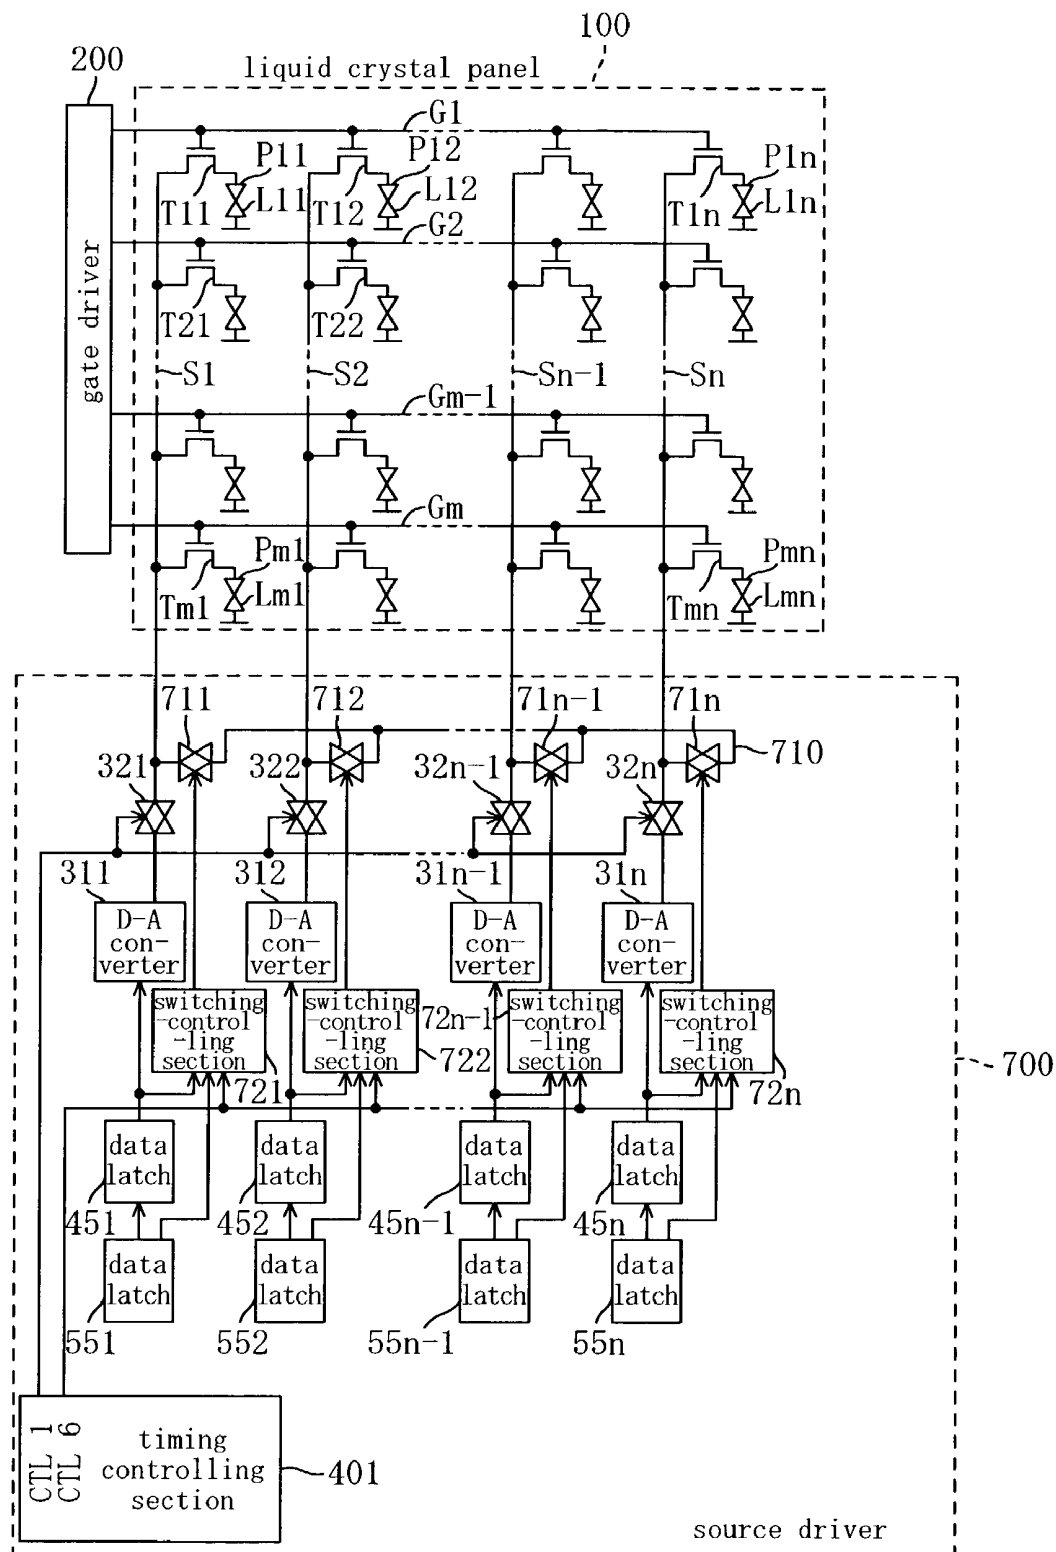 100
200
liquid crystal panel
G1
P11
P12
P1n
L11
L12
L1n
T11
T12
T1n
G2
T21
T22
gate driver
S1
S2
Sn-1
Sn
Gm-1
Gm
Pm1
Pmn
Lm1
Lmn
Tm1
Tmn
711
712
71n-1
71n
710
321
322
32n-1
32n
311
312
31n-1
31n
D-A
con-
verter
D-A
con-
verter
D-A
con-
verter
D-A
con-
verter
switching
-control
-ling
section
switching
-control
-ling
section
72n-1
switching
-control
-ling
section
switching
-control
-ling
section
721
722
72n
700
data
latch
data
latch
data
latch
data
latch
451
452
45n-1
45n
data
latch
data
latch
data
latch
data
latch
551
552
55n-1
55n
CTL 1
CTL 6
timing
controlling
section
401
source driver